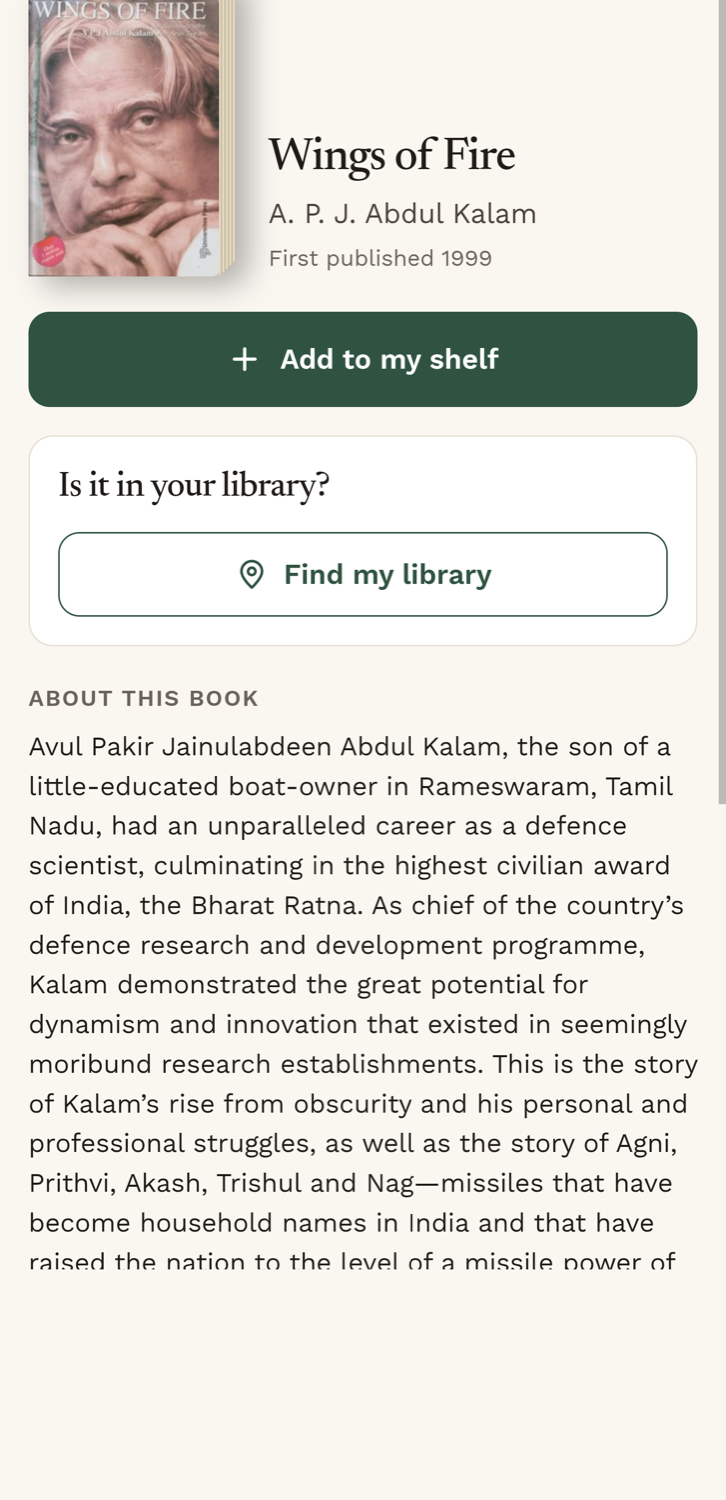 WINGS OF FIRE
A P J Abdul Kalam
Wings of Fire
A. P. J. Abdul Kalam
First published 1999
Add to my shelf
Is it in your library?
Find my library
ABOUT THIS BOOK
Avul Pakir Jainulabdeen Abdul Kalam, the son of a
little-educated boat-owner in Rameswaram, Tamil
Nadu, had an unparalleled career as a defence
scientist, culminating in the highest civilian award
of India, the Bharat Ratna. As chief of the country’s
defence research and development programme,
Kalam demonstrated the great potential for
dynamism and innovation that existed in seemingly
moribund research establishments. This is the story
of Kalam’s rise from obscurity and his personal and
professional struggles, as well as the story of Agni,
Prithvi, Akash, Trishul and Nag—missiles that have
become household names in India and that have
raised the nation to the level of a missile power of